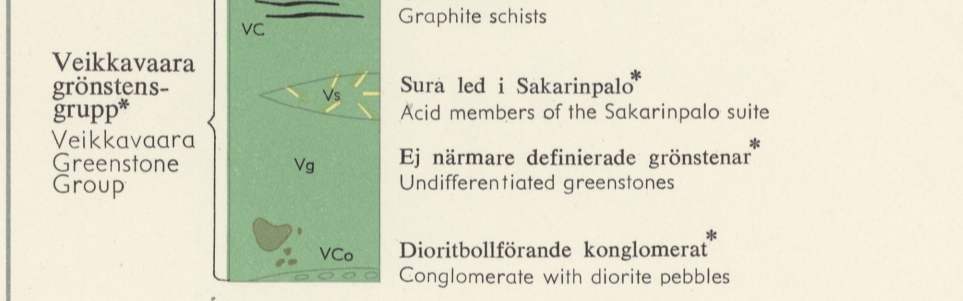 Graphite schists
VC
Veikkavaara
grönstens-
grupp*
Veikkavaara
Greenstone
Group
Vs
Sura led i Sakarinpalo*
Acid members of the Sakarinpalo suite
Vg
Ej närmare definierade grönstenar*
Undifferentiated greenstones
VCo
Dioritbollförande konglomerat*
Conglomerate with diorite pebbles